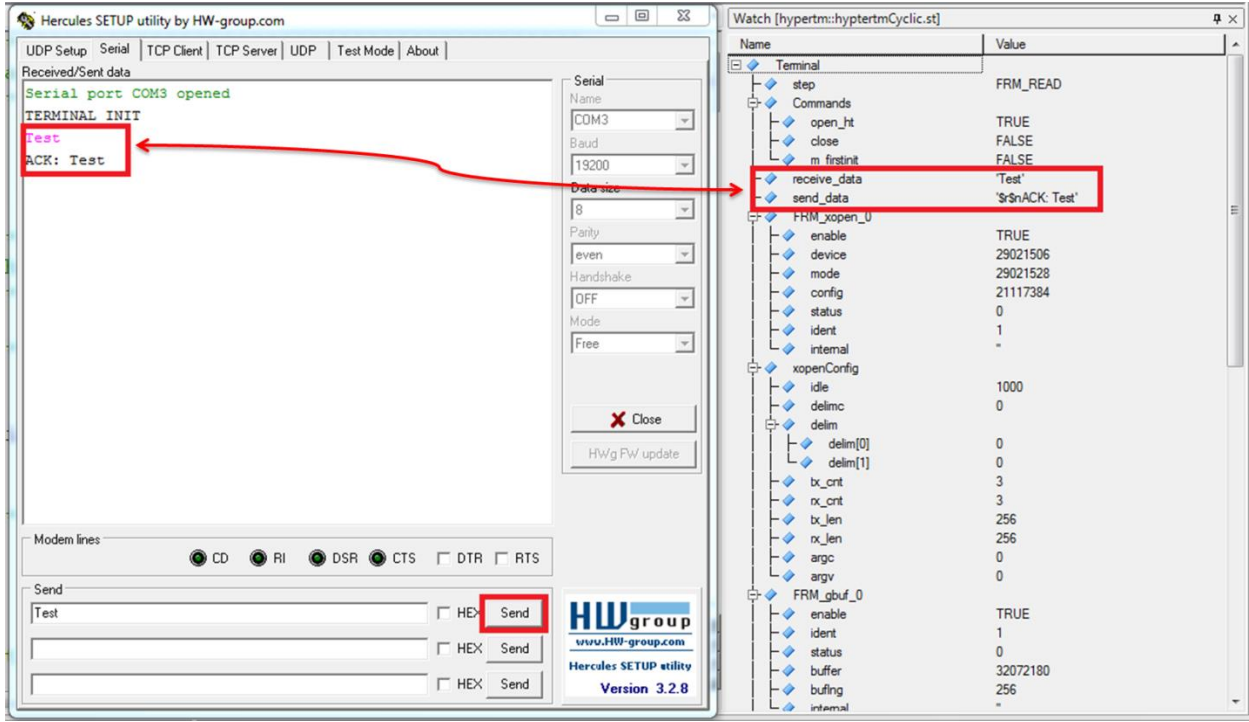 Hercules SETUP utility by HW-group.com
UDP Setup Serial TCP Client TCP Server UDP Test Mode About
Received/Sent data
Serial port COM3 opened
TERMINAL INIT
Test
ACK: Test
Serial
Name
COM3
Baud
19200
Data size
8
Parity
even
Handshake
OFF
Mode
Free
Close
HWg FW update
Modem lines
CD RI DSR CTS DTR RTS
Send
Test HEX Send
HEX Send
HEX Send
HW group
www.HW-group.com
Hercules SETUP utility
Version 3.2.8
Watch [hypertm::hyptertmCyclic.st]
Name Value
Terminal
step FRM_READ
Commands
open_ht TRUE
close FALSE
m_firstinit FALSE
receive_data 'Test'
send_data '$r$nACK: Test'
FRM_xopen_0
enable TRUE
device 29021506
mode 29021528
config 21117384
status 0
ident 1
internal ''
xopenConfig
idle 1000
delimc 0
delim
delim[0] 0
delim[1] 0
tx_cnt 3
rx_cnt 3
tx_len 256
rx_len 256
argc 0
argv 0
FRM_gbuf_0
enable TRUE
ident 1
status 0
buffer 32072180
buflng 256
internal ''